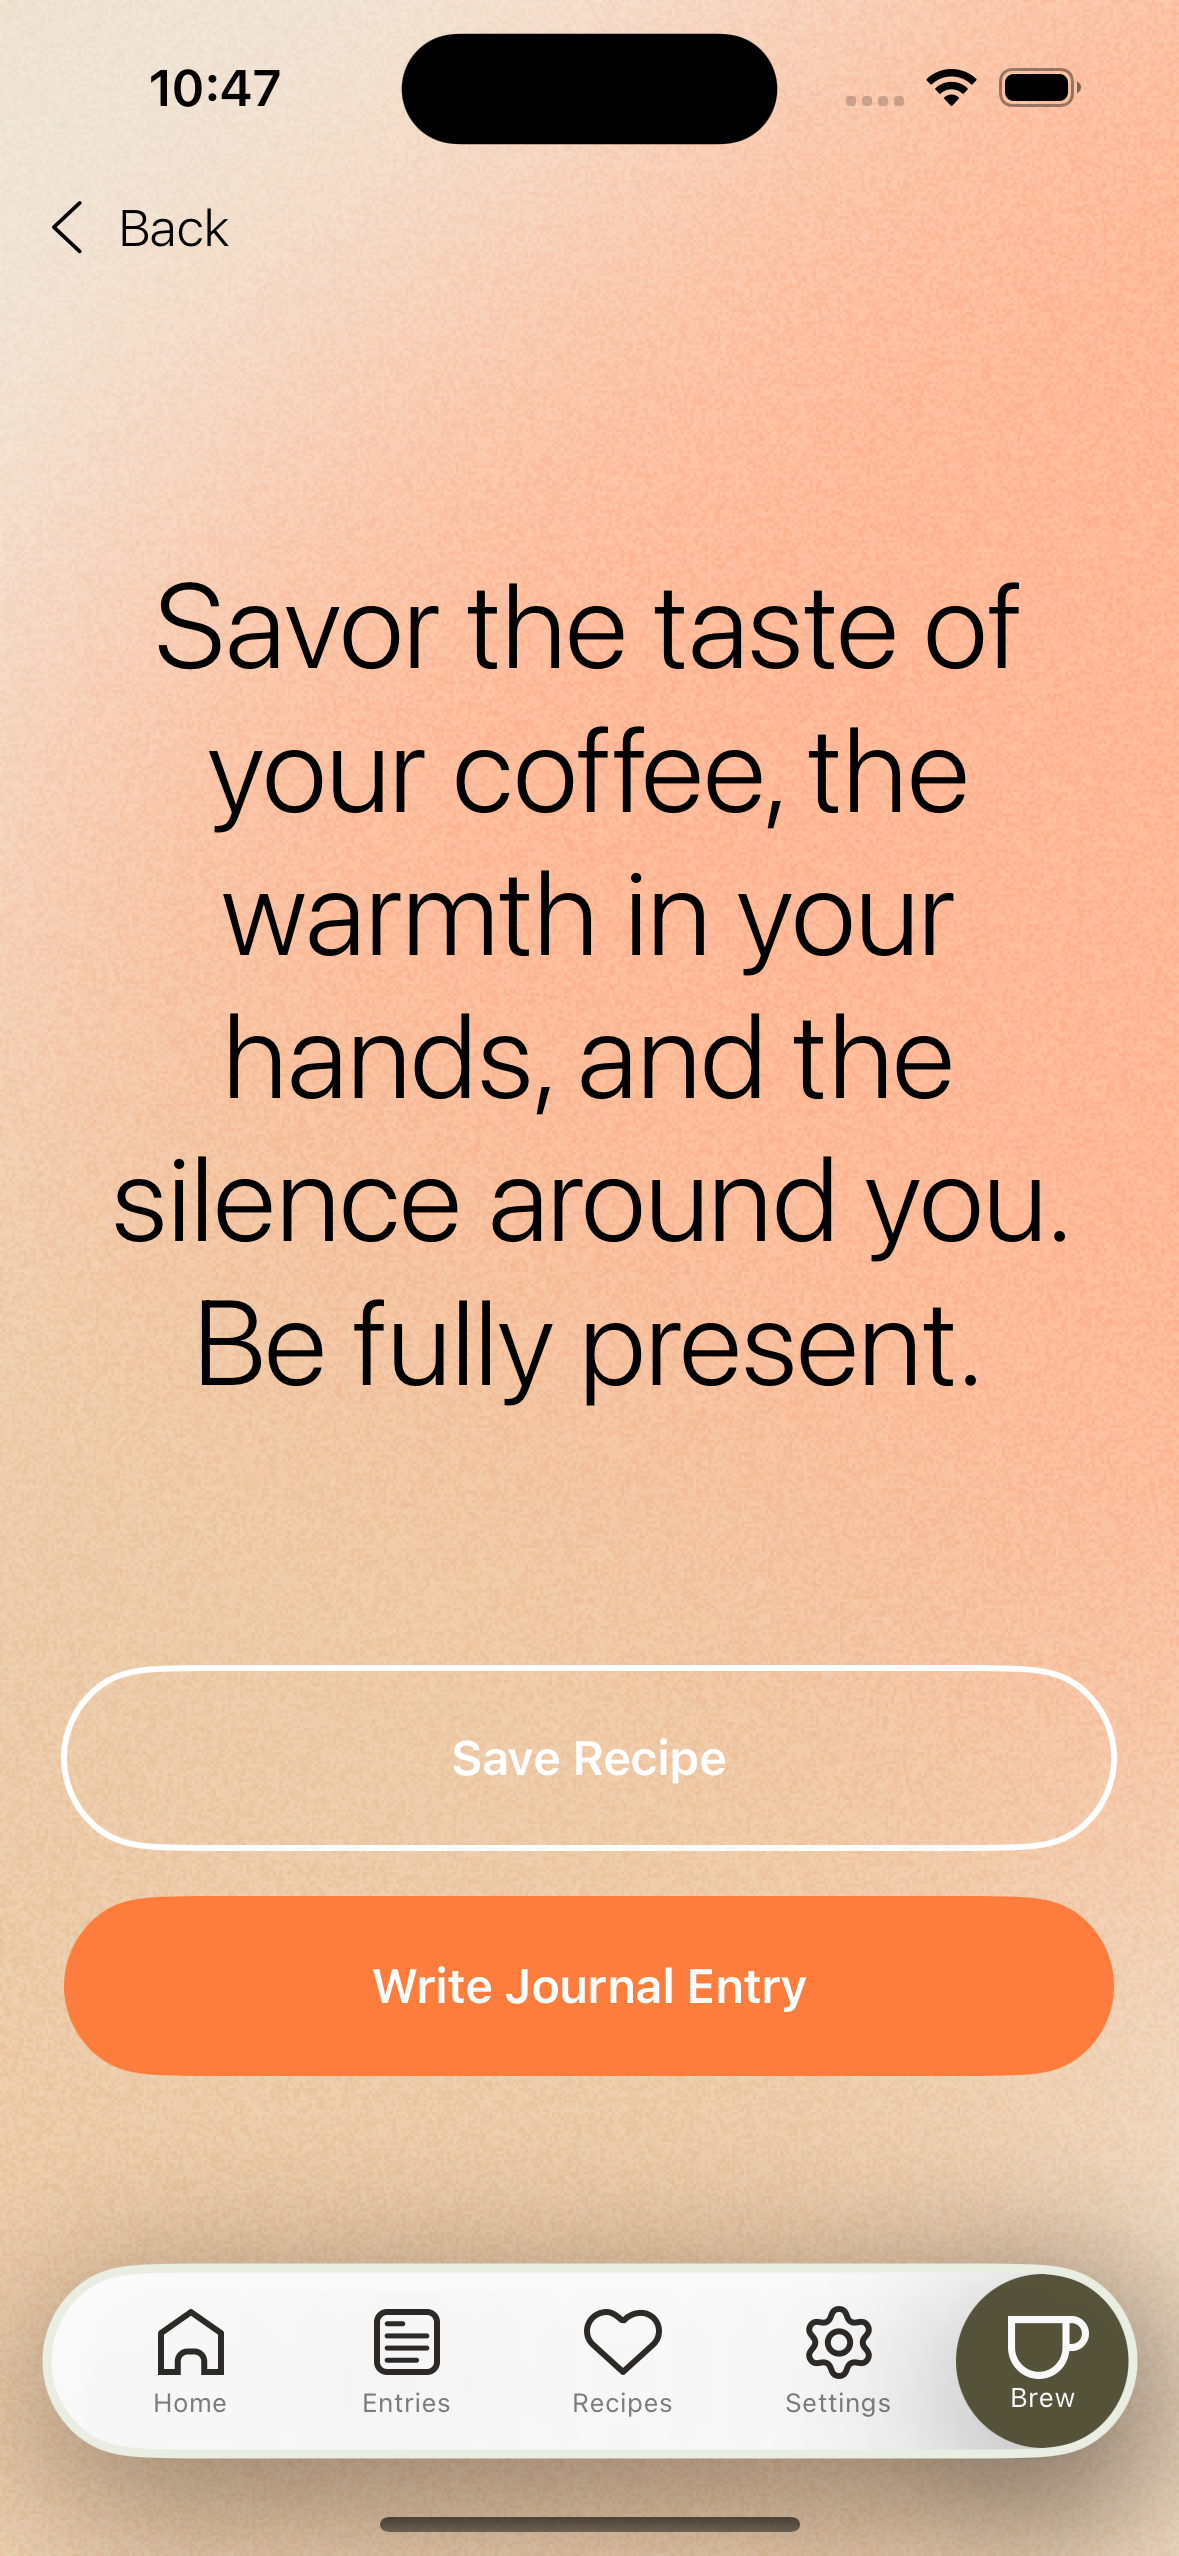 10:47
Back
Savor the taste of
your coffee, the
warmth in your
hands, and the
silence around you.
Be fully present.
Save Recipe
Write Journal Entry
Home
Entries
Recipes
Settings
Brew